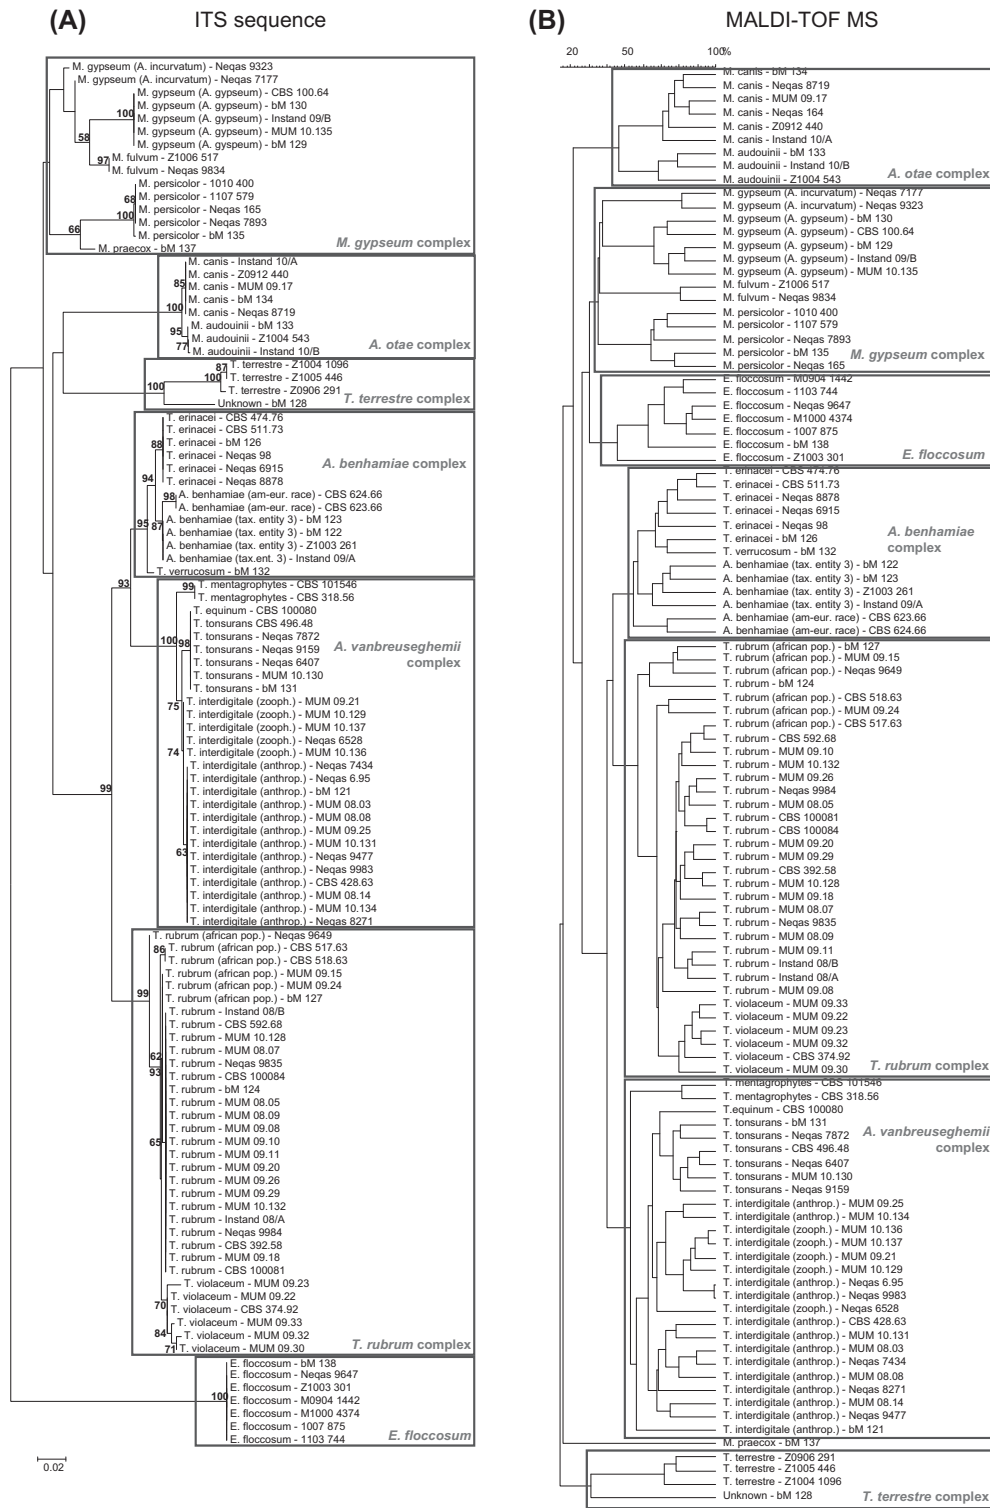 (A) ITS sequence
M. gypseum (A. incurvatum) - Neqas 9323
M. gypseum (A. incurvatum) - Neqas 7177
M. gypseum (A. gypseum) - CBS 100.64
M. gypseum (A. gypseum) - bM 130
100
M. gypseum (A. gypseum) - Instand 09/B
M. gypseum (A. gypseum) - MUM 10.135
58
M. gypseum (A. gyspeum) - bM 129
97
M. fulvum - Z1006 517
M. fulvum - Neqas 9834
M. persicolor - 1010 400
68
M. persicolor - 1107 579
M. persicolor - Neqas 165
100
M. persicolor - Neqas 7893
66
M. persicolor - bM 135
M. praecox - bM 137
M. gypseum complex
M. canis - Instand 10/A
M. canis - Z0912 440
85
M. canis - MUM 09.17
M. canis - bM 134
100
M. canis - Neqas 8719
M. audouinii - bM 133
95
M. audouinii - Z1004 543
77
M. audouinii - Instand 10/B
A. otae complex
87
T. terrestre - Z1004 1096
100
T. terrestre - Z1005 446
100
T. terrestre - Z0906 291
Unknown - bM 128
T. terrestre complex
T. erinacei - CBS 474.76
T. erinacei - CBS 511.73
88
T. erinacei - bM 126
T. erinacei - Neqas 98
T. erinacei - Neqas 6915
94
T. erinacei - Neqas 8878
A. benhamiae complex
98
A. benhamiae (am-eur. race) - CBS 624.66
A. benhamiae (am-eur. race) - CBS 623.66
95
A. benhamiae (tax. entity 3) - bM 123
87
A. benhamiae (tax. entity 3) - bM 122
A. benhamiae (tax. entity 3) - Z1003 261
A. benhamiae (tax.ent. 3) - Instand 09/A
T. verrucosum - bM 132
93
99
T. mentagrophytes - CBS 101546
T. mentagrophytes - CBS 318.56
T. equinum - CBS 100080
T. tonsurans CBS 496.48
100
98
T. tonsurans - Neqas 7872
T. tonsurans - Neqas 9159
T. tonsurans - Neqas 6407
T. tonsurans - MUM 10.130
T. tonsurans - bM 131
A. vanbreuseghemii
complex
75
T. interdigitale (zooph.) - MUM 09.21
T. interdigitale (zooph.) - MUM 10.129
T. interdigitale (zooph.) - MUM 10.137
T. interdigitale (zooph.) - Neqas 6528
74
T. interdigitale (zooph.) - MUM 10.136
T. interdigitale (anthrop.) - Neqas 7434
T. interdigitale (anthrop.) - Neqas 6.95
99
T. interdigitale (anthrop.) - bM 121
T. interdigitale (anthrop.) - MUM 08.03
T. interdigitale (anthrop.) - MUM 08.08
T. interdigitale (anthrop.) - MUM 09.25
T. interdigitale (anthrop.) - MUM 10.131
63
T. interdigitale (anthrop.) - Neqas 9477
T. interdigitale (anthrop.) - Neqas 9983
T. interdigitale (anthrop.) - CBS 428.63
T. interdigitale (anthrop.) - MUM 08.14
T. interdigitale (anthrop.) - MUM 10.134
T. interdigitale (anthrop.) - Neqas 8271
T. rubrum (african pop.) - Neqas 9649
86
T. rubrum (african pop.) - CBS 517.63
T. rubrum (african pop.) - CBS 518.63
T. rubrum (african pop.) - MUM 09.15
T. rubrum (african pop.) - MUM 09.24
99
T. rubrum (african pop.) - bM 127
T. rubrum - Instand 08/B
T. rubrum - CBS 592.68
T. rubrum - MUM 10.128
62
T. rubrum - MUM 08.07
T. rubrum - Neqas 9835
93
T. rubrum - CBS 100084
T. rubrum - bM 124
T. rubrum - MUM 08.05
T. rubrum - MUM 08.09
T. rubrum - MUM 09.08
65
T. rubrum - MUM 09.10
T. rubrum - MUM 09.11
T. rubrum - MUM 09.20
T. rubrum - MUM 09.26
T. rubrum - MUM 09.29
T. rubrum - MUM 10.132
T. rubrum - Instand 08/A
T. rubrum - Neqas 9984
T. rubrum - CBS 392.58
T. rubrum - MUM 09.18
T. rubrum - CBS 100081
T. violaceum - MUM 09.23
T. violaceum - MUM 09.22
70
T. violaceum - CBS 374.92
T. violaceum - MUM 09.33
84
T. violaceum - MUM 09.32
71
T. violaceum - MUM 09.30
T. rubrum complex
E. floccosum - bM 138
E. floccosum - Neqas 9647
E. floccosum - Z1003 301
100
E. floccosum - M0904 1442
E. floccosum - M1000 4374
E. floccosum - 1007 875
E. floccosum - 1103 744
E. floccosum
0.02
(B) MALDI-TOF MS
20 50 100%
M. canis - bM 134
M. canis - Neqas 8719
M. canis - MUM 09.17
M. canis - Neqas 164
M. canis - Z0912 440
M. canis - Instand 10/A
M. audouinii - bM 133
M. audouinii - Instand 10/B
M. audouinii - Z1004 543
A. otae complex
M. gypseum (A. incurvatum) - Neqas 7177
M. gypseum (A. incurvatum) - Neqas 9323
M. gypseum (A. gypseum) - bM 130
M. gypseum (A. gypseum) - CBS 100.64
M. gypseum (A. gypseum) - bM 129
M. gypseum (A. gypseum) - Instand 09/B
M. gypseum (A. gypseum) - MUM 10.135
M. fulvum - Z1006 517
M. fulvum - Neqas 9834
M. persicolor - 1010 400
M. persicolor - 1107 579
M. persicolor - Neqas 7893
M. persicolor - bM 135
M. persicolor - Neqas 165
M. gypseum complex
E. floccosum - M0904 1442
E. floccosum - 1103 744
E. floccosum - Neqas 9647
E. floccosum - M1000 4374
E. floccosum - 1007 875
E. floccosum - bM 138
E. floccosum - Z1003 301
E. floccosum
T. erinacei - CBS 474.76
T. erinacei - CBS 511.73
T. erinacei - Neqas 8878
T. erinacei - Neqas 6915
T. erinacei - Neqas 98
T. erinacei - bM 126
T. verrucosum - bM 132
A. benhamiae
complex
A. benhamiae (tax. entity 3) - bM 122
A. benhamiae (tax. entity 3) - bM 123
A. benhamiae (tax. entity 3) - Z1003 261
A. benhamiae (tax. entity 3) - Instand 09/A
A. benhamiae (am-eur. race) - CBS 623.66
A. benhamiae (am-eur. race) - CBS 624.66
T. rubrum (african pop.) - bM 127
T. rubrum (african pop.) - MUM 09.15
T. rubrum (african pop.) - Neqas 9649
T. rubrum - bM 124
T. rubrum (african pop.) - CBS 518.63
T. rubrum (african pop.) - MUM 09.24
T. rubrum (african pop.) - CBS 517.63
T. rubrum - CBS 592.68
T. rubrum - MUM 09.10
T. rubrum - MUM 10.132
T. rubrum - MUM 09.26
T. rubrum - Neqas 9984
T. rubrum - MUM 08.05
T. rubrum - CBS 100081
T. rubrum - CBS 100084
T. rubrum - MUM 09.20
T. rubrum - MUM 09.29
T. rubrum - CBS 392.58
T. rubrum - MUM 10.128
T. rubrum - MUM 09.18
T. rubrum - MUM 08.07
T. rubrum - Neqas 9835
T. rubrum - MUM 08.09
T. rubrum - MUM 09.11
T. rubrum - Instand 08/B
T. rubrum - Instand 08/A
T. rubrum - MUM 09.08
T. violaceum - MUM 09.33
T. violaceum - MUM 09.22
T. violaceum - MUM 09.23
T. violaceum - MUM 09.32
T. violaceum - CBS 374.92
T. violaceum - MUM 09.30
T. rubrum complex
T. mentagrophytes - CBS 101546
T. mentagrophytes - CBS 318.56
T.equinum - CBS 100080
T. tonsurans - bM 131
T. tonsurans - Neqas 7872
T. tonsurans - CBS 496.48
T. tonsurans - Neqas 6407
T. tonsurans - MUM 10.130
T. tonsurans - Neqas 9159
A. vanbreuseghemii
complex
T. interdigitale (anthrop.) - MUM 09.25
T. interdigitale (anthrop.) - MUM 10.134
T. interdigitale (zooph.) - MUM 10.136
T. interdigitale (zooph.) - MUM 10.137
T. interdigitale (zooph.) - MUM 09.21
T. interdigitale (zooph.) - MUM 10.129
T. interdigitale (anthrop.) - Neqas 6.95
T. interdigitale (anthrop.) - Neqas 9983
T. interdigitale (zooph.) - Neqas 6528
T. interdigitale (anthrop.) - CBS 428.63
T. interdigitale (anthrop.) - MUM 10.131
T. interdigitale (anthrop.) - MUM 08.03
T. interdigitale (anthrop.) - Neqas 7434
T. interdigitale (anthrop.) - MUM 08.08
T. interdigitale (anthrop.) - Neqas 8271
T. interdigitale (anthrop.) - MUM 08.14
T. interdigitale (anthrop.) - Neqas 9477
T. interdigitale (anthrop.) - bM 121
M. praecox - bM 137
T. terrestre - Z0906 291
T. terrestre - Z1005 446
T. terrestre - Z1004 1096
Unknown - bM 128
T. terrestre complex